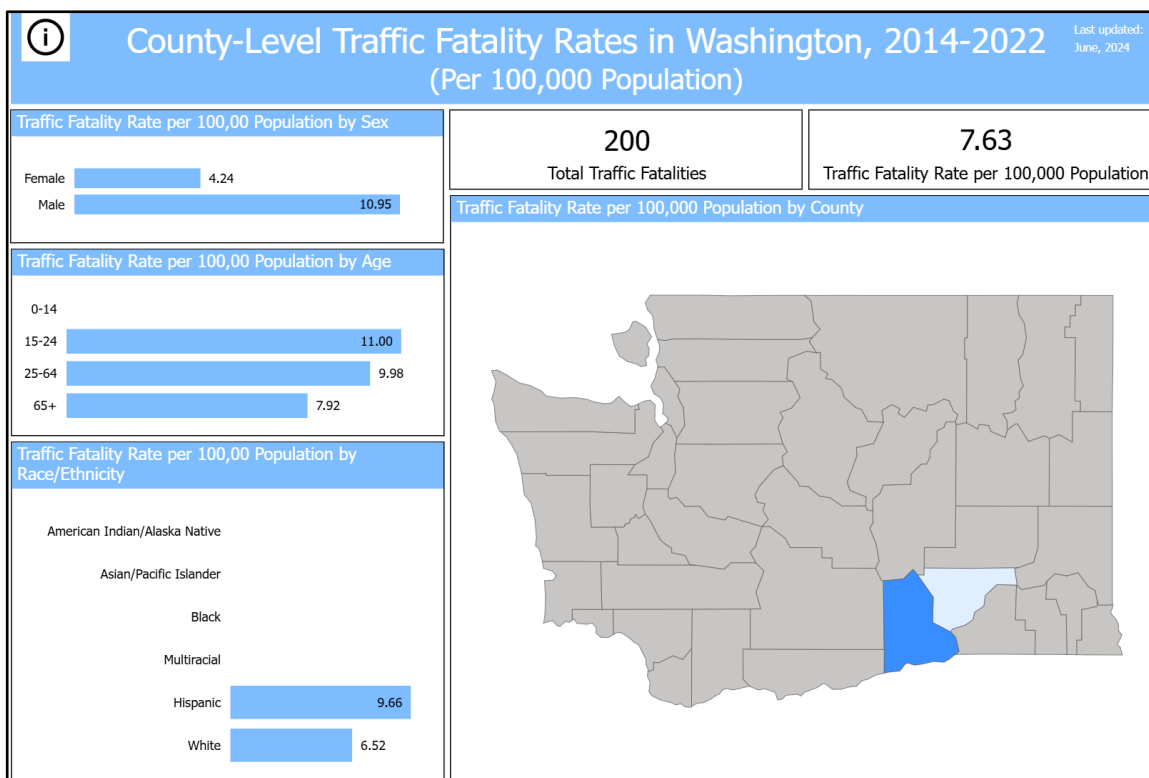 i
County-Level Traffic Fatality Rates in Washington, 2014-2022
(Per 100,000 Population)
Last updated:
June, 2024
Traffic Fatality Rate per 100,00 Population by Sex
Female 4.24
Male 10.95
Traffic Fatality Rate per 100,00 Population by Age
0-14
15-24 11.00
25-64 9.98
65+ 7.92
Traffic Fatality Rate per 100,00 Population by
Race/Ethnicity
American Indian/Alaska Native
Asian/Pacific Islander
Black
Multiracial
Hispanic 9.66
White 6.52
200
Total Traffic Fatalities
7.63
Traffic Fatality Rate per 100,000 Population
Traffic Fatality Rate per 100,000 Population by County